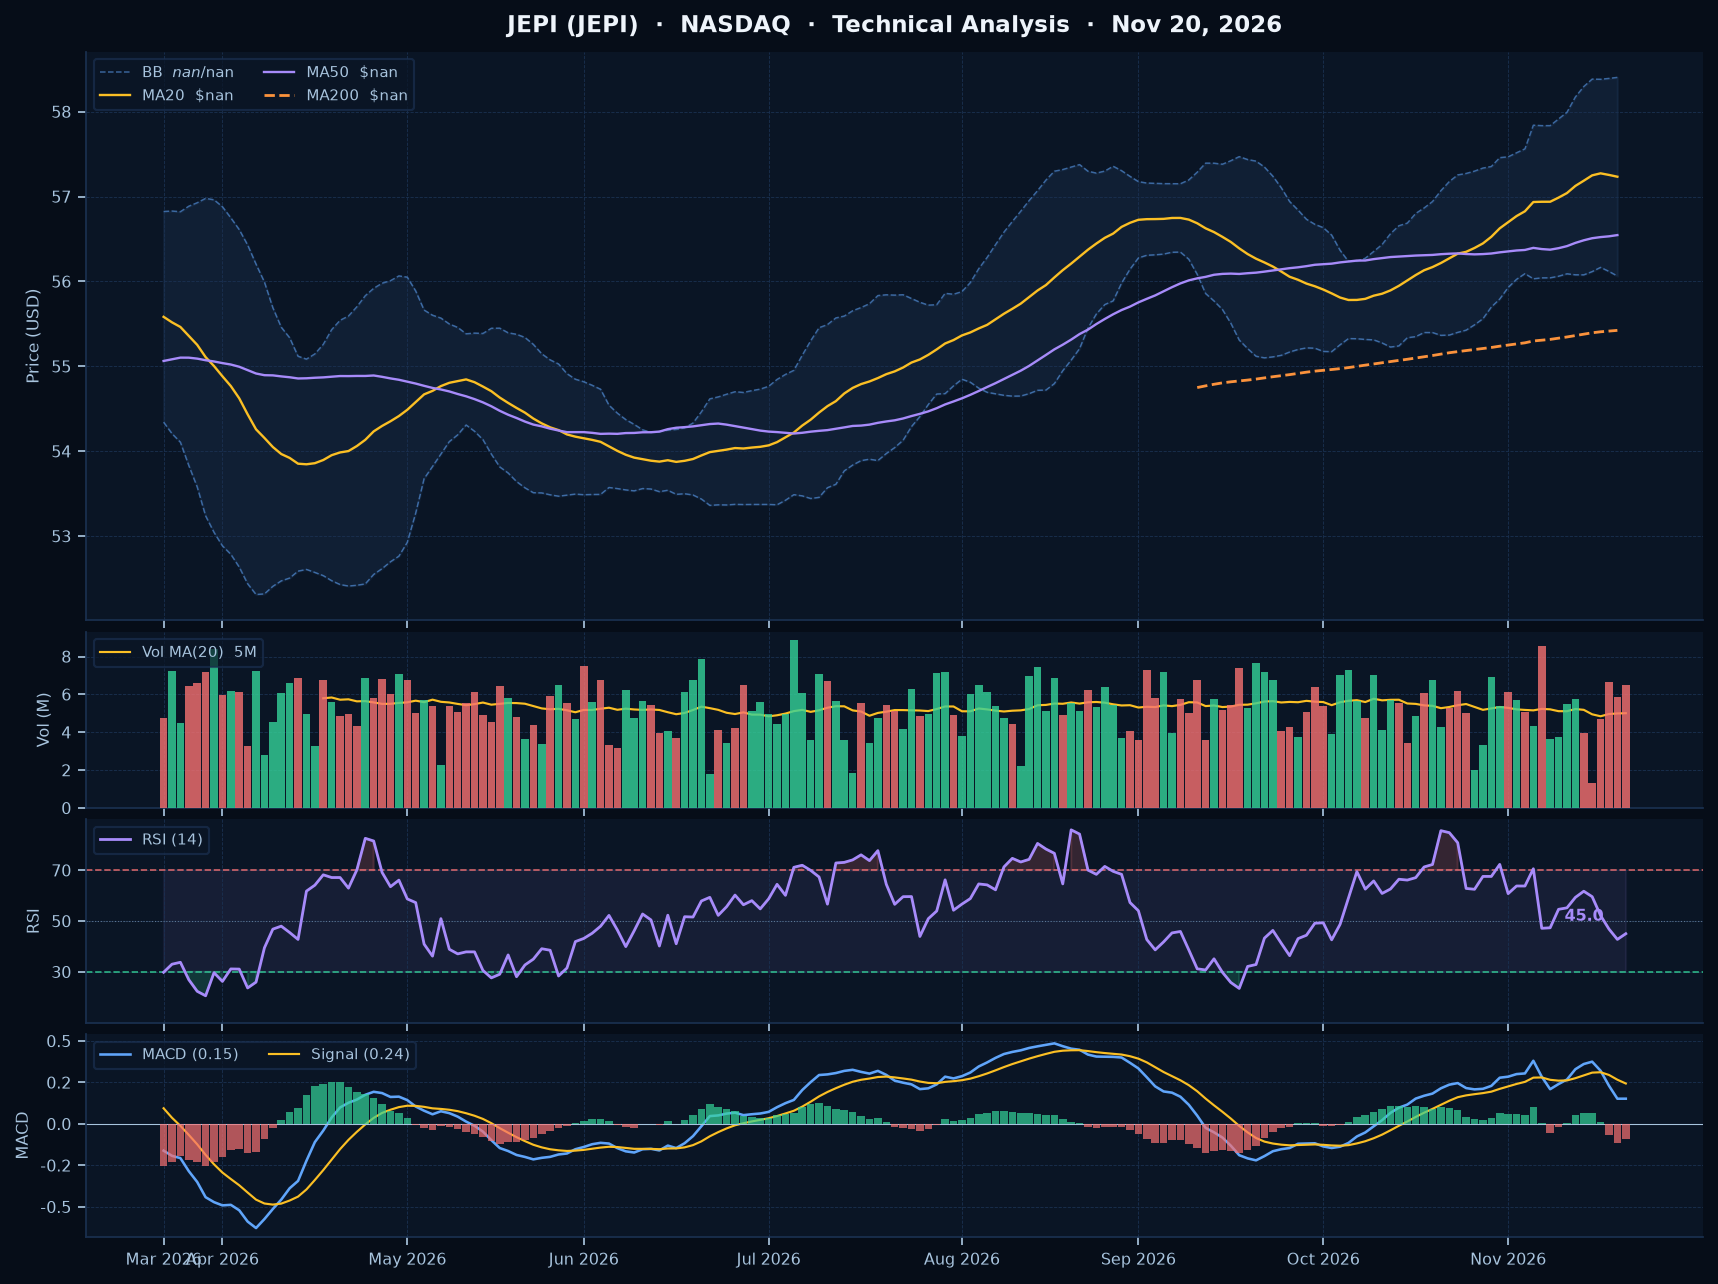 JEPI (JEPI) · NASDAQ · Technical Analysis · Nov 20, 2026
BB nan/nan
MA20 $nan
MA50 $nan
MA200 $nan
Price (USD)
58
57
56
55
54
53
Vol MA(20) 5M
Vol (M)
8
6
4
2
0
RSI (14)
RSI
70
50
30
45.0
MACD (0.15)
Signal (0.24)
MACD
0.5
0.2
0.0
-0.2
-0.5
Mar 2026
Apr 2026
May 2026
Jun 2026
Jul 2026
Aug 2026
Sep 2026
Oct 2026
Nov 2026